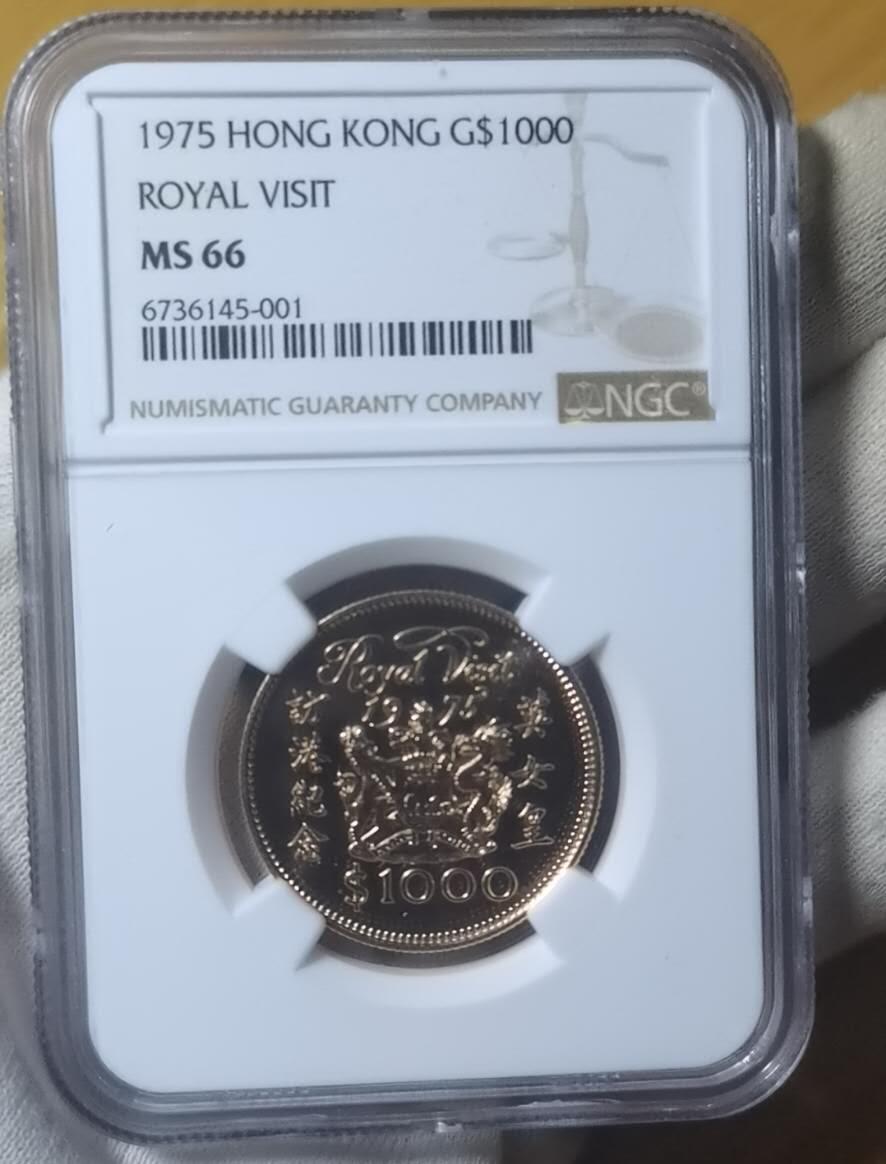 1975 HONG KONG G$1000
ROYAL VISIT
MS 66
6736145-001
NUMISMATIC GUARANTY COMPANY
NGC®
Royal Visit
1975
英女皇
訪港紀念
$1000